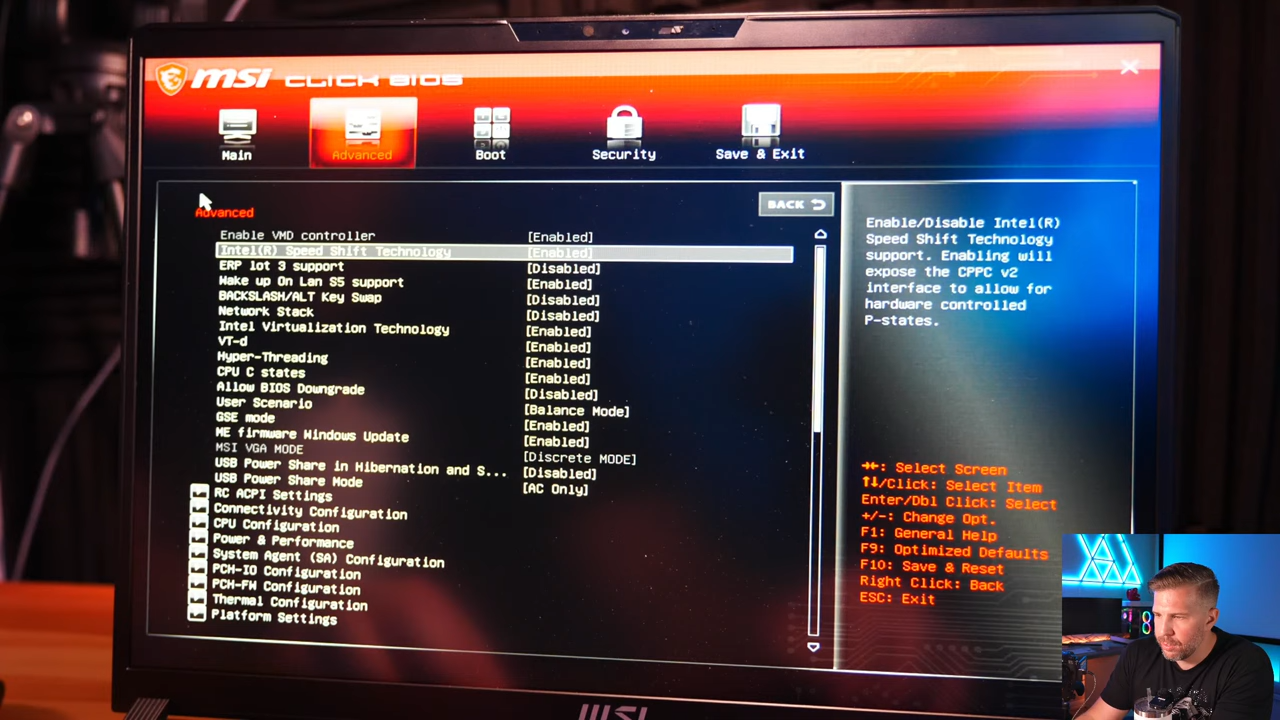 msi CLICK BIOS
Main
Advanced
Boot
Security
Save & Exit
Advanced
BACK
Enable VMD controller [Enabled]
Intel(R) Speed Shift Technology [Enabled]
ERP lot 3 support [Disabled]
Wake up On Lan S5 support [Enabled]
BACKSLASH/ALT Key Swap [Disabled]
Network Stack [Disabled]
Intel Virtualization Technology [Enabled]
VT-d [Enabled]
Hyper-Threading [Enabled]
CPU C states [Enabled]
Allow BIOS Downgrade [Disabled]
User Scenario [Balance Mode]
GSE mode [Enabled]
ME firmware Windows Update [Enabled]
MSI VGA MODE [Discrete MODE]
USB Power Share in Hibernation and S... [Disabled]
USB Power Share Mode [AC Only]
RC ACPI Settings
Connectivity Configuration
CPU Configuration
Power & Performance
System Agent (SA) Configuration
PCH-IO Configuration
PCH-FW Configuration
Thermal Configuration
Platform Settings
Enable/Disable Intel(R)
Speed Shift Technology
support. Enabling will
expose the CPPC v2
interface to allow for
hardware controlled
P-states.
→←: Select Screen
↑↓/Click: Select Item
Enter/Dbl Click: Select
+/-: Change Opt.
F1: General Help
F9: Optimized Defaults
F10: Save & Reset
Right Click: Back
ESC: Exit
msi